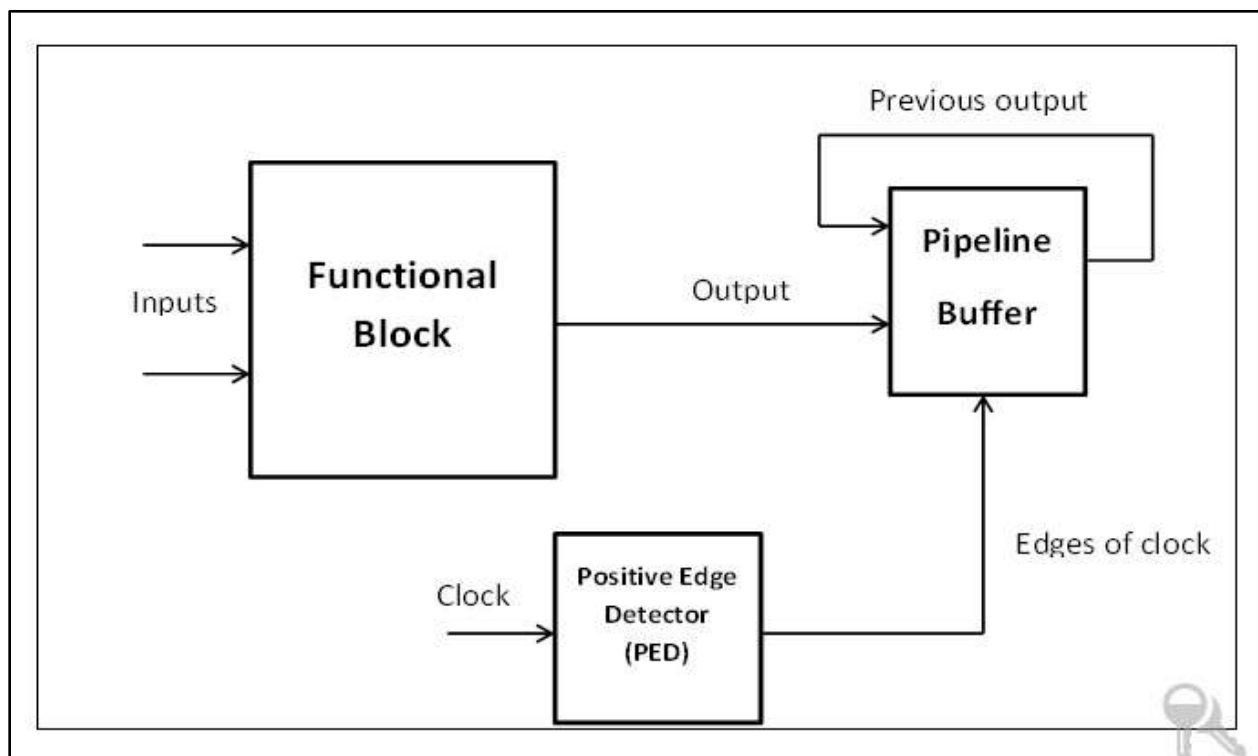 Previous output
Functional
Block
Inputs
Output
Pipeline
Buffer
Clock
Positive Edge
Detector
(PED)
Edges of clock